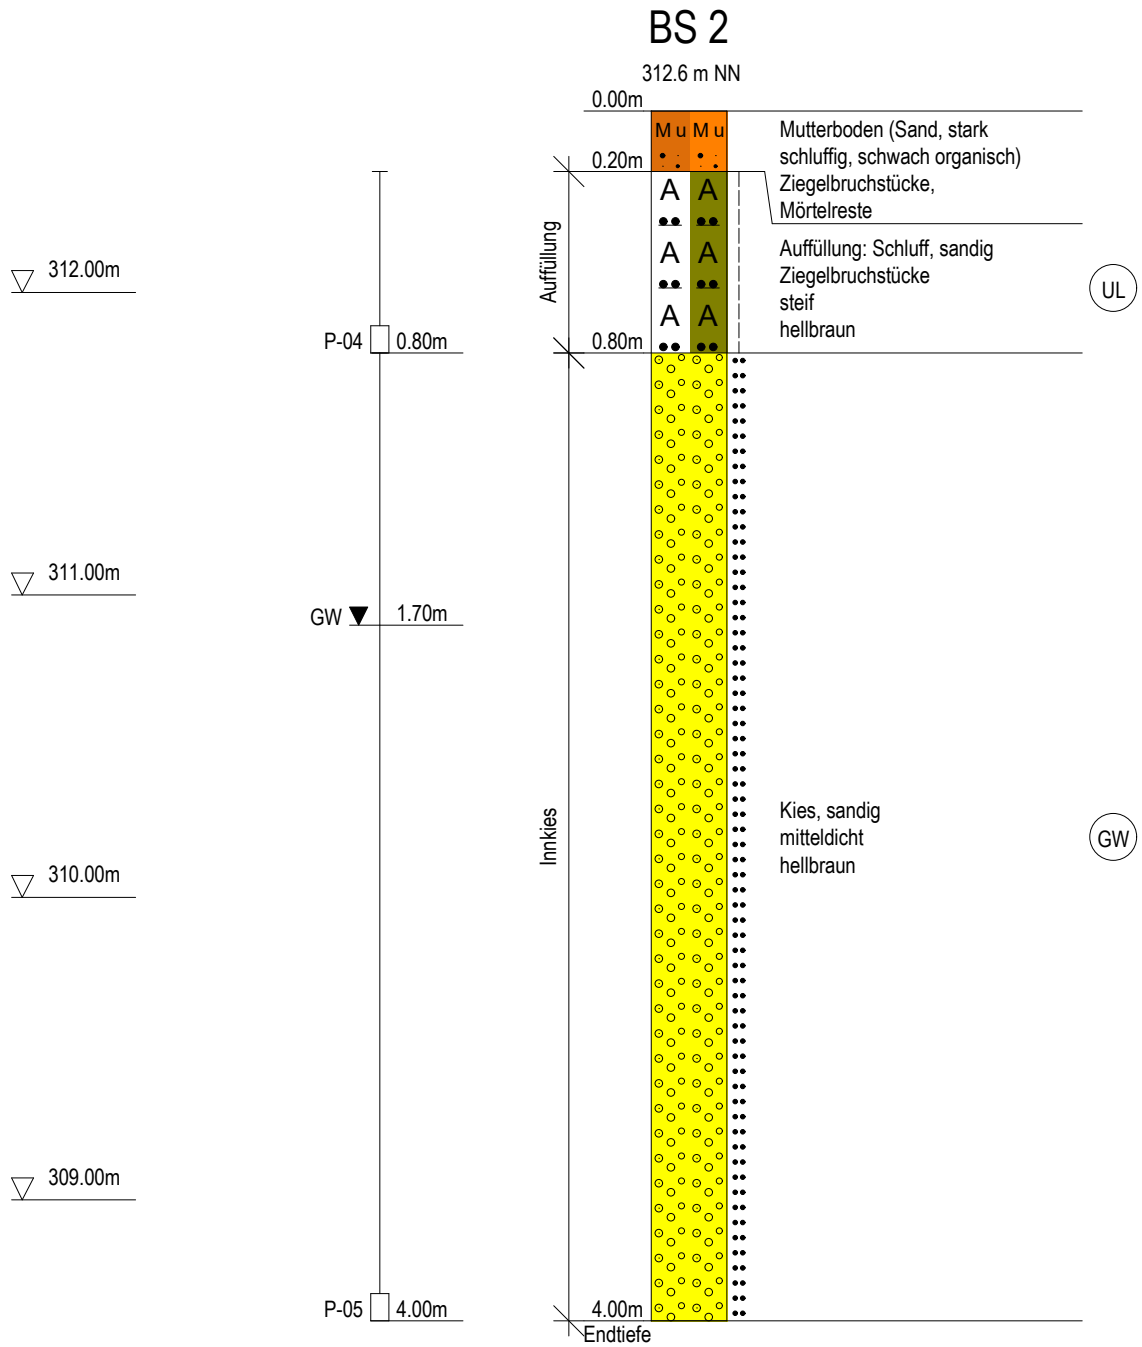 BS 2
312.6 m NN
0.00m
Mu Mu
Mutterboden (Sand, stark
schluffig, schwach organisch)
Ziegelbruchstücke,
Mörtelreste
0.20m
A A
A A
A A
Auffüllung
Auffüllung: Schluff, sandig
Ziegelbruchstücke
steif
hellbraun
UL
312.00m
P-04
0.80m
0.80m
311.00m
GW
1.70m
Innkies
Kies, sandig
mitteldicht
hellbraun
GW
310.00m
309.00m
P-05
4.00m
4.00m
Endtiefe